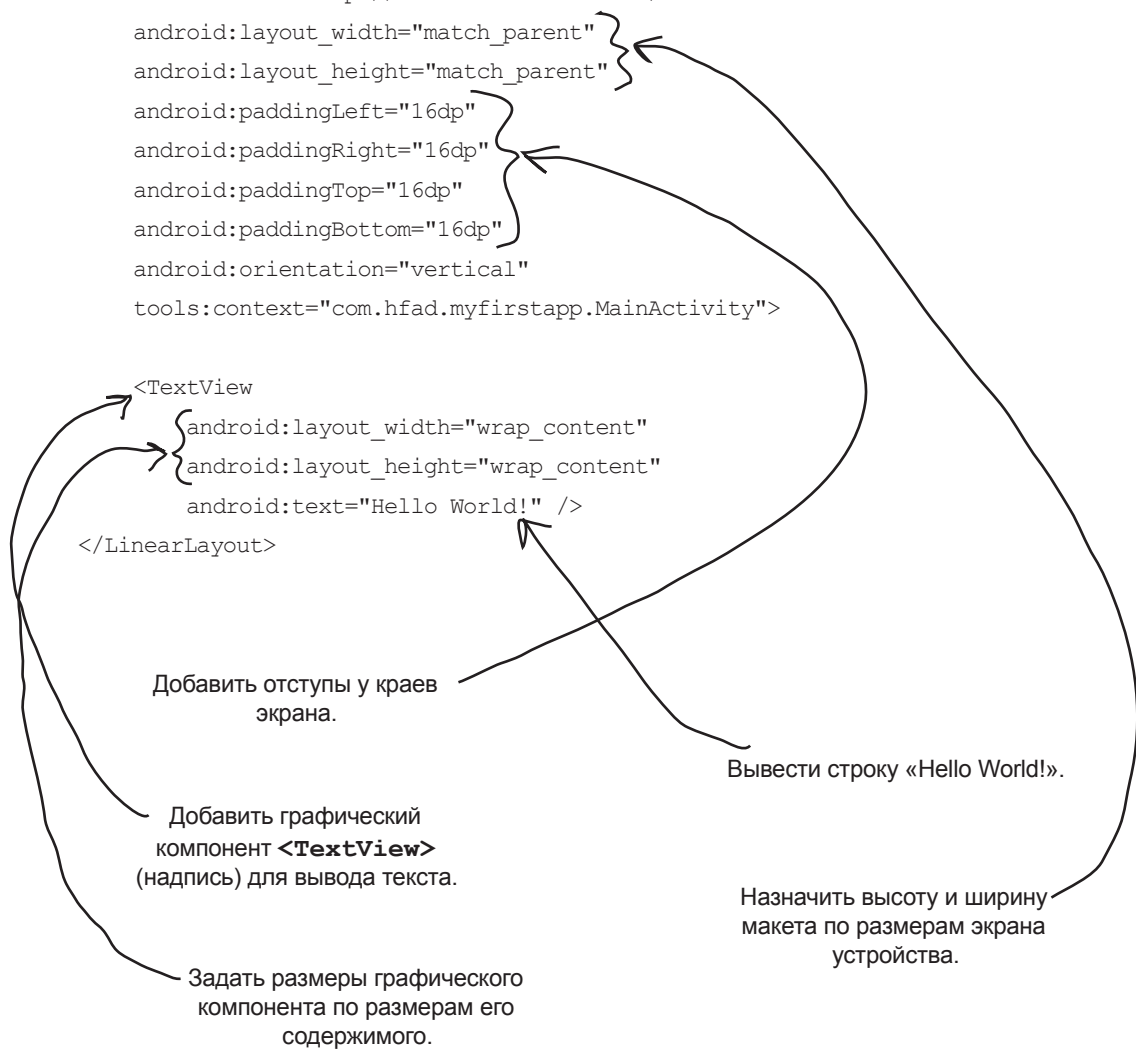 android:layout_width="match_parent"
android:layout_height="match_parent"
android:paddingLeft="16dp"
android:paddingRight="16dp"
android:paddingTop="16dp"
android:paddingBottom="16dp"
android:orientation="vertical"
tools:context="com.hfad.myfirstapp.MainActivity">
<TextView
android:layout_width="wrap_content"
android:layout_height="wrap_content"
android:text="Hello World!" />
</LinearLayout>
Добавить отступы у краев
экрана.
Вывести строку «Hello World!».
Добавить графический
компонент <TextView>
(надпись) для вывода текста.
Назначить высоту и ширину
макета по размерам экрана
устройства.
Задать размеры графического
компонента по размерам его
содержимого.